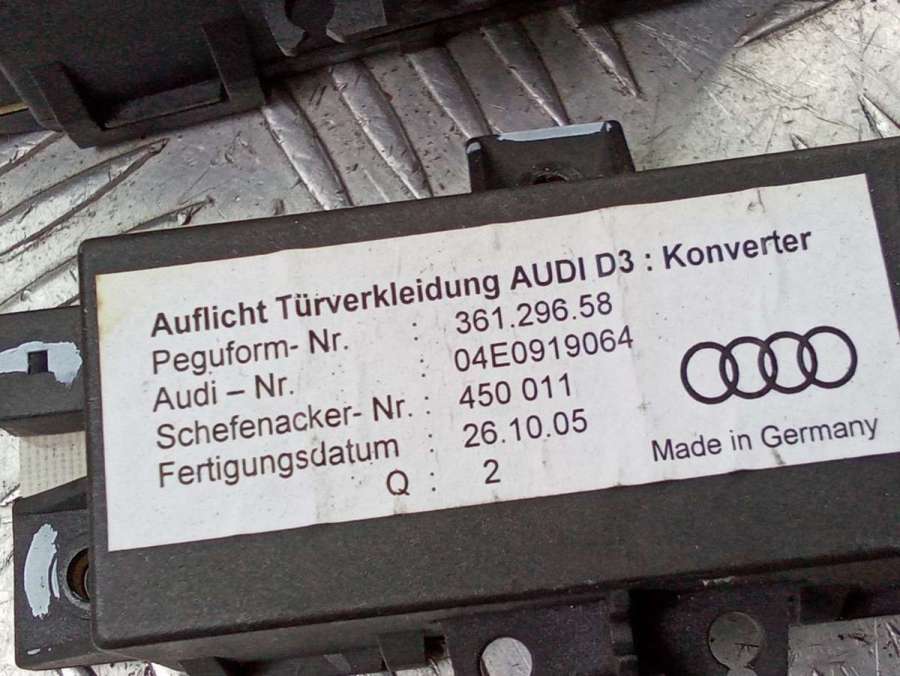 Auflicht Türverkleidung AUDI D3 : Konverter
Peguform- Nr. : 361.296.58
Audi – Nr. : 04E0919064
Schefenacker- Nr. : 450 011
Fertigungsdatum : 26.10.05
Q : 2
Made in Germany